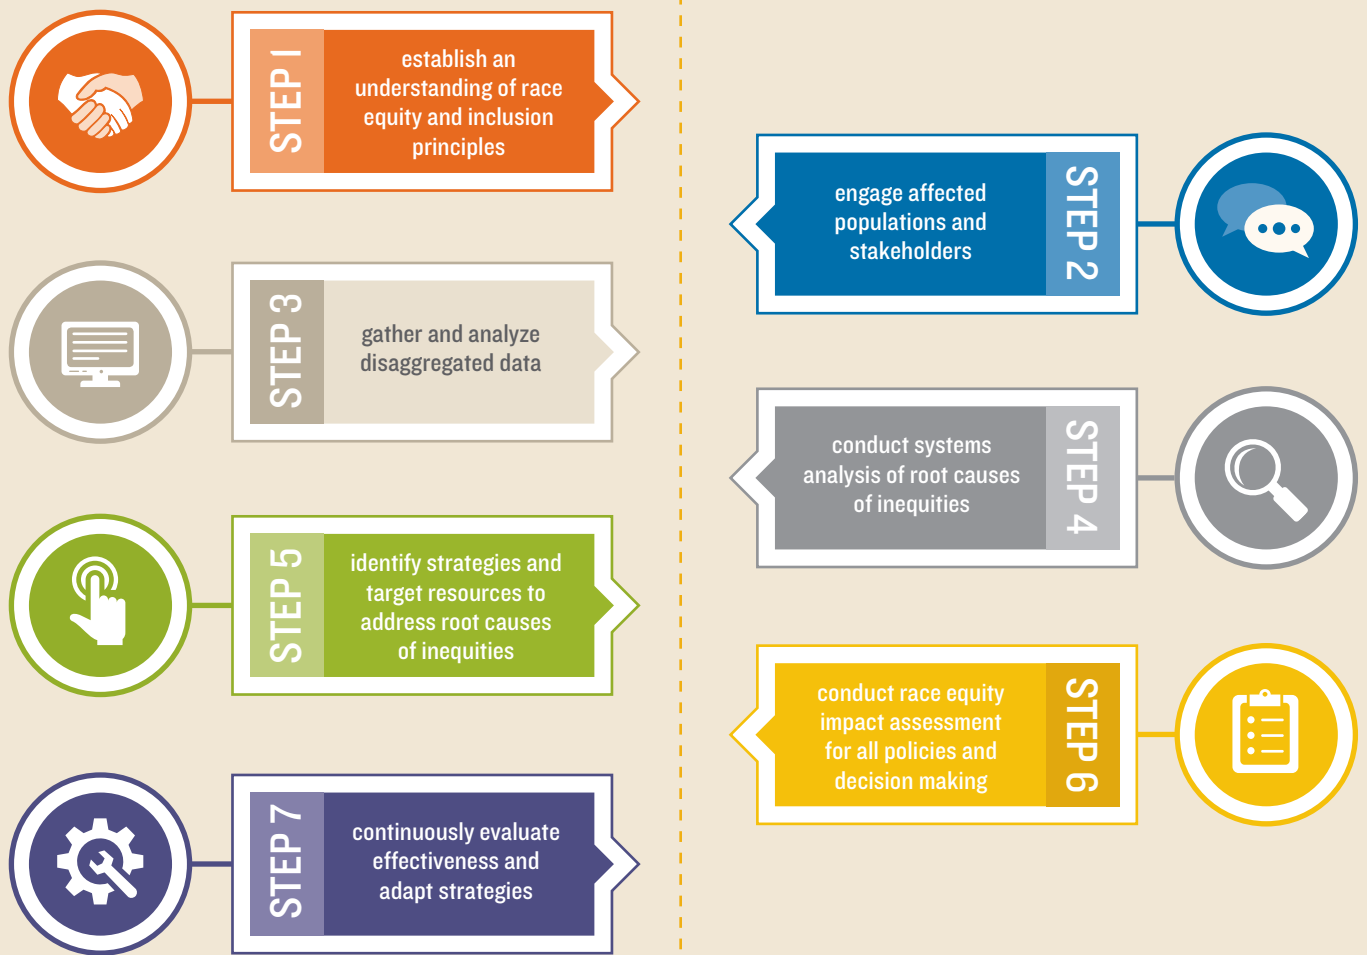 STEP 1
establish an
understanding of race
equity and inclusion
principles
STEP 2
engage affected
populations and
stakeholders
STEP 3
gather and analyze
disaggregated data
STEP 4
conduct systems
analysis of root causes
of inequities
STEP 5
identify strategies and
target resources to
address root causes
of inequities
STEP 6
conduct race equity
impact assessment
for all policies and
decision making
STEP 7
continuously evaluate
effectiveness and
adapt strategies